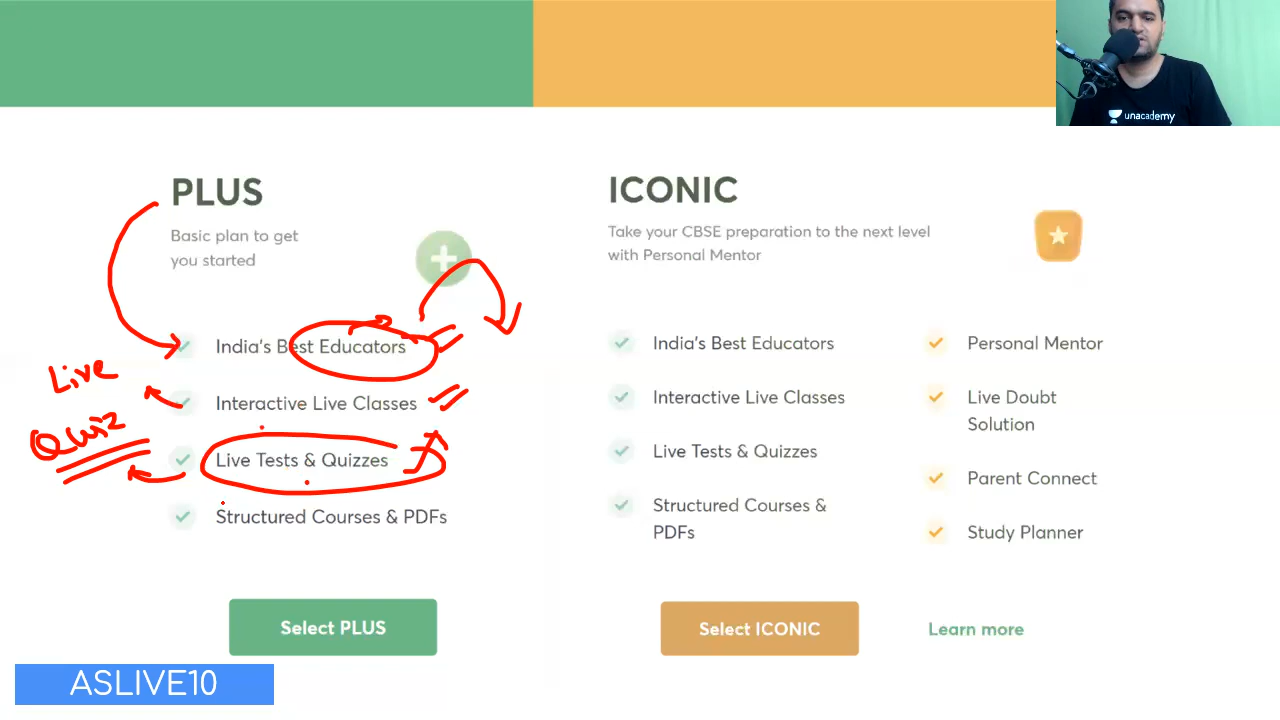 unacademy
PLUS
Basic plan to get
you started
India's Best Educators
Interactive Live Classes
Live Tests & Quizzes
Structured Courses & PDFs
Select PLUS
Live
Quiz
ICONIC
Take your CBSE preparation to the next level
with Personal Mentor
India's Best Educators
Interactive Live Classes
Live Tests & Quizzes
Structured Courses &
PDFs
Personal Mentor
Live Doubt
Solution
Parent Connect
Study Planner
Select ICONIC
Learn more
ASLIVE10